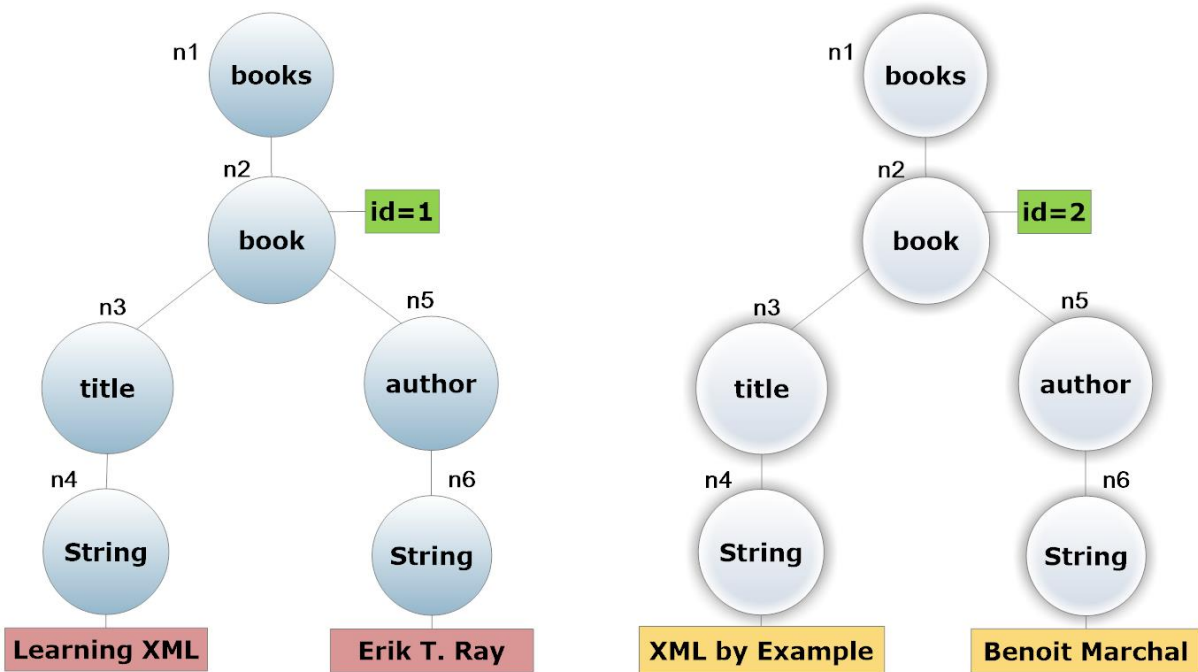 n1
books
n2
book
id=1
n3
title
n5
author
n4
String
n6
String
Learning XML
Erik T. Ray
n1
books
n2
book
id=2
n3
title
n5
author
n4
String
n6
String
XML by Example
Benoit Marchal